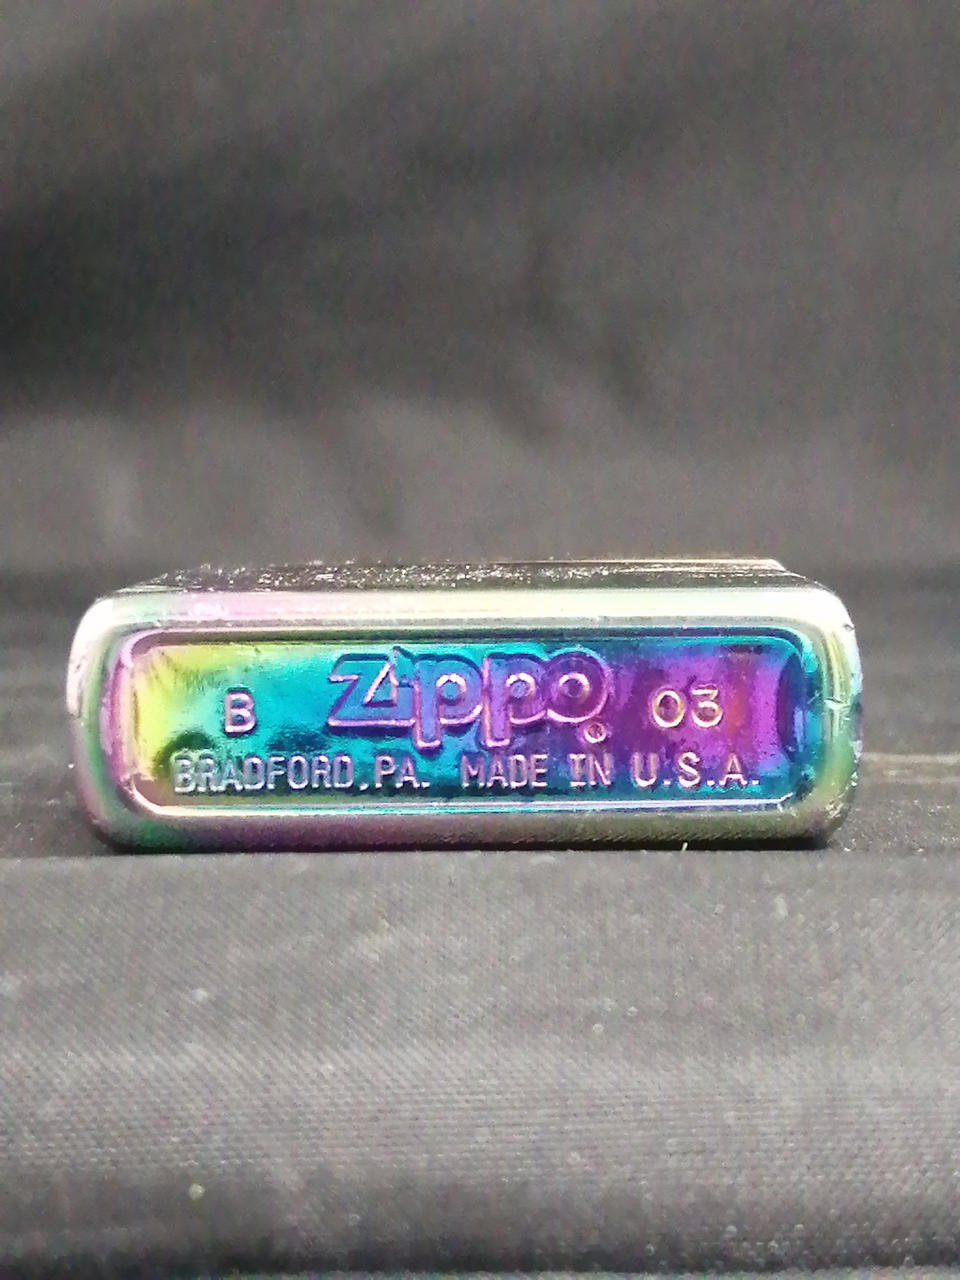 B zippo® 03
BRADFORD, PA. MADE IN U.S.A.